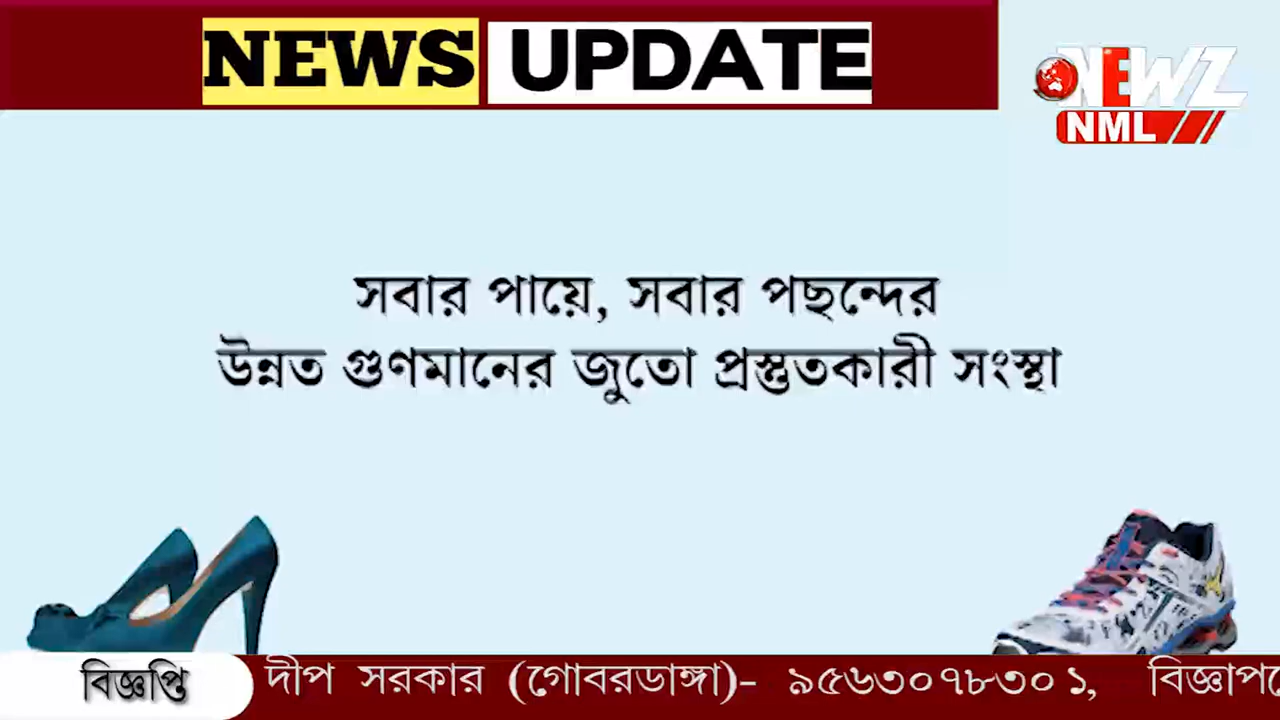 NEWS UPDATE
NEWZ
NML
সবার পায়ে, সবার পছন্দের
উন্নত গুণমানের জুতো প্রস্তুতকারী সংস্থা
বিজ্ঞপ্তি
দীপ সরকার (গোবরডাঙ্গা)- ৯৫৬৩০৭৮৩০১,